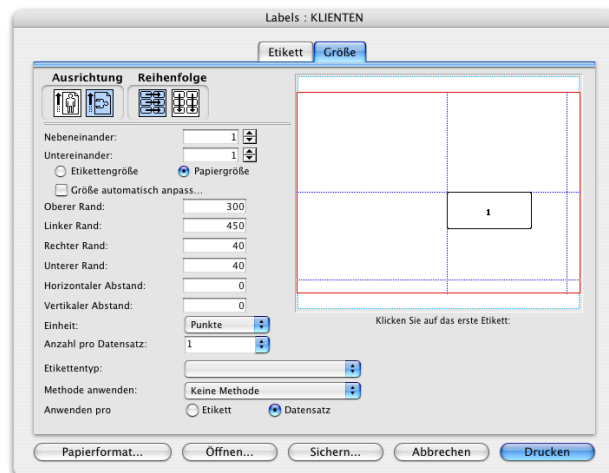 Labels : KLIENTEN
Etikett Größe
Ausrichtung Reihenfolge
Nebeneinander: 1
Untereinander: 1
Etikettengröße Papiergröße
Größe automatisch anpass...
Oberer Rand: 300
Linker Rand: 450
Rechter Rand: 40
Unterer Rand: 40
Horizontaler Abstand: 0
Vertikaler Abstand: 0
Einheit: Punkte
Anzahl pro Datensatz: 1
Etikettentyp:
Methode anwenden: Keine Methode
Anwenden pro Etikett Datensatz
1
Klicken Sie auf das erste Etikett:
Papierformat... Öffnen... Sichern... Abbrechen Drucken